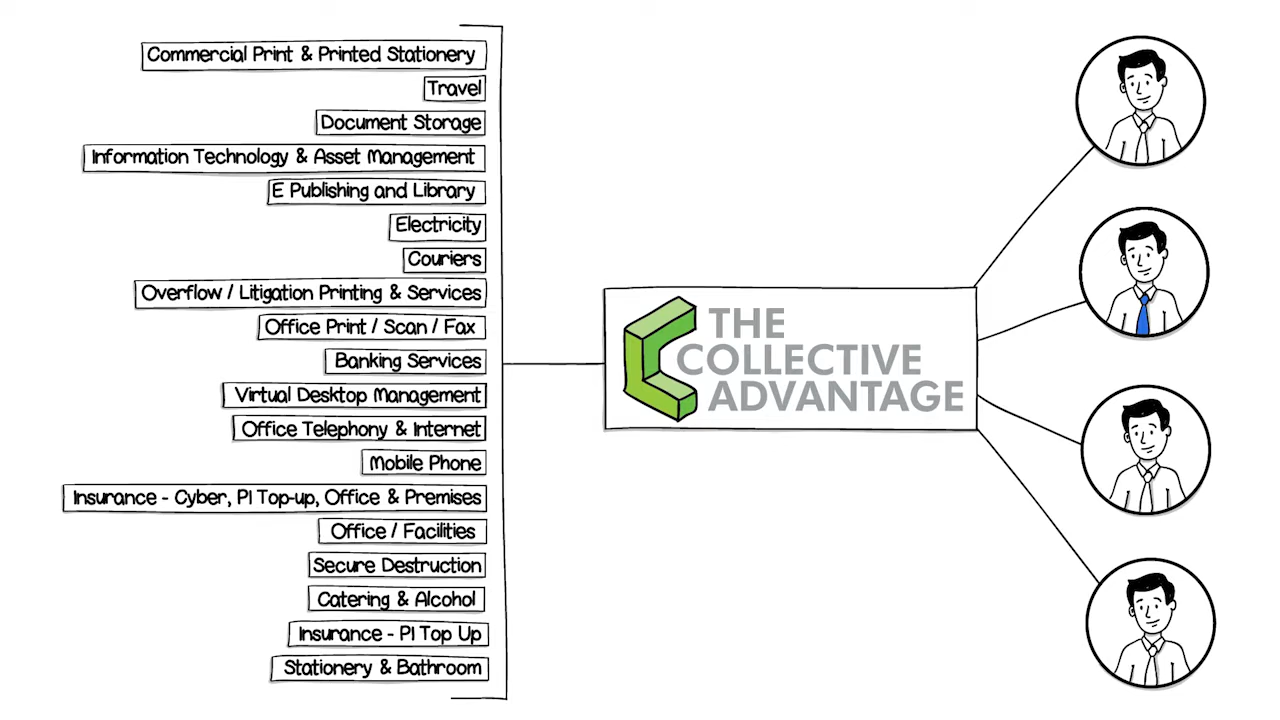 Commercial Print & Printed Stationery
Travel
Document Storage
Information Technology & Asset Management
E Publishing and Library
Electricity
Couriers
Overflow / Litigation Printing & Services
Office Print / Scan / Fax
Banking Services
Virtual Desktop Management
Office Telephony & Internet
Mobile Phone
Insurance - Cyber, PI Top-up, Office & Premises
Office / Facilities
Secure Destruction
Catering & Alcohol
Insurance - PI Top Up
Stationery & Bathroom
THE
COLLECTIVE
ADVANTAGE